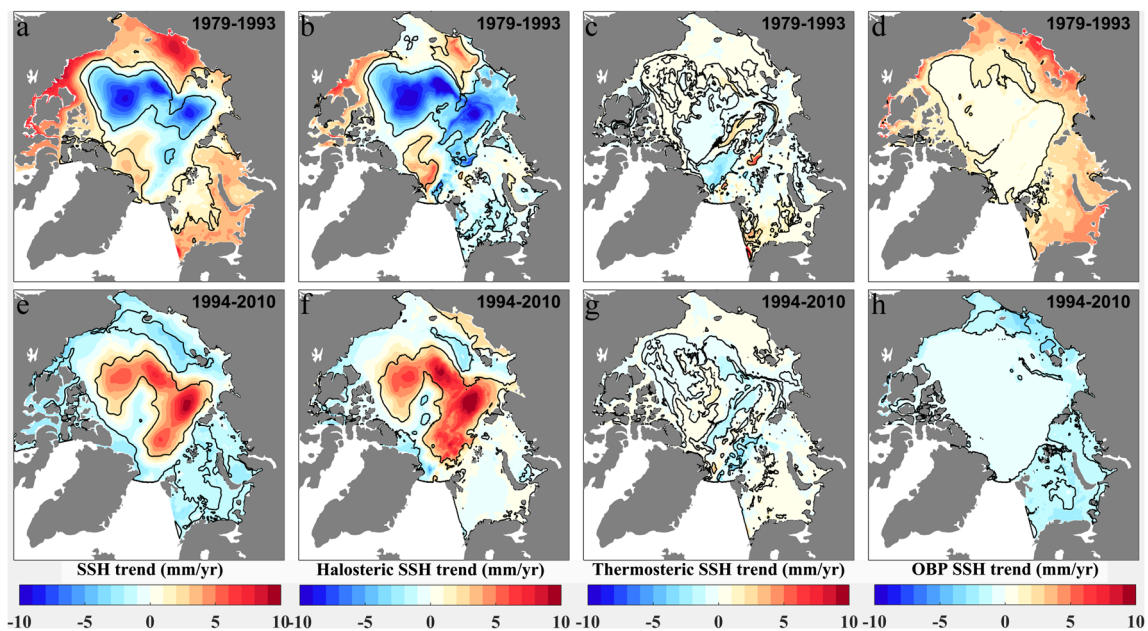 a 1979-1993 b 1979-1993 c 1979-1993 d 1979-1993
e 1994-2010 f 1994-2010 g 1994-2010 h 1994-2010
SSH trend (mm/yr) Halosteric SSH trend (mm/yr) Thermosteric SSH trend (mm/yr) OBP SSH trend (mm/yr)
-10 -5 0 5 10 -10 -5 0 5 10 -10 -5 0 5 10 -10 -5 0 5 10